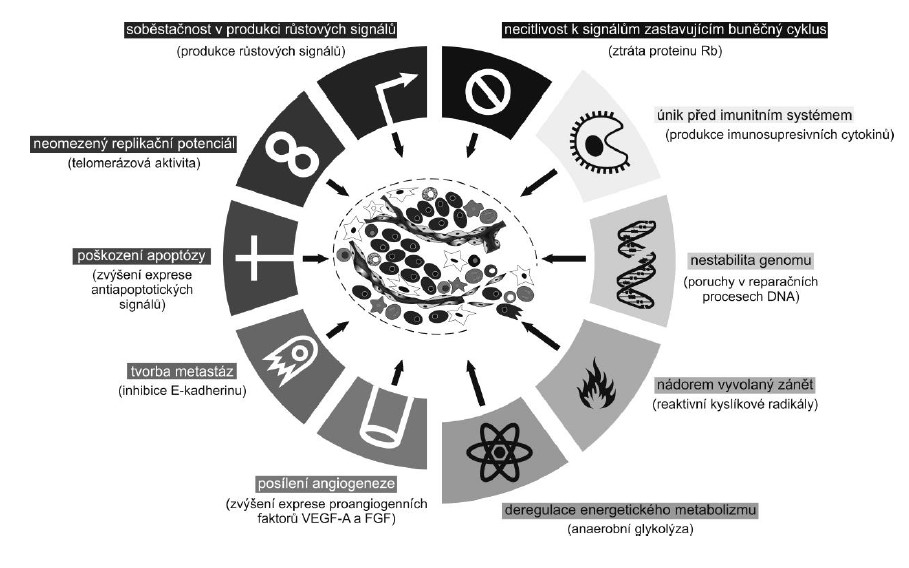 soběstačnost v produkci růstových signálů
(produkce růstových signálů)
necitlivost k signálům zastavujícím buněčný cyklus
(ztráta proteinu Rb)
únik před imunitním systémem
(produkce imunosupresivních cytokinů)
neomezený replikační potenciál
(telomerázová aktivita)
poškození apoptózy
(zvýšení exprese
antiapoptotických
signálů)
nestabilita genomu
(poruchy v reparačních
procesech DNA)
tvorba metastáz
(inhibice E-kadherinu)
nádorem vyvolaný zánět
(reaktivní kyslíkové radikály)
posílení angiogeneze
(zvýšení exprese proangiogenních
faktorů VEGF-A a FGF)
deregulace energetického metabolizmu
(anaerobní glykolýza)